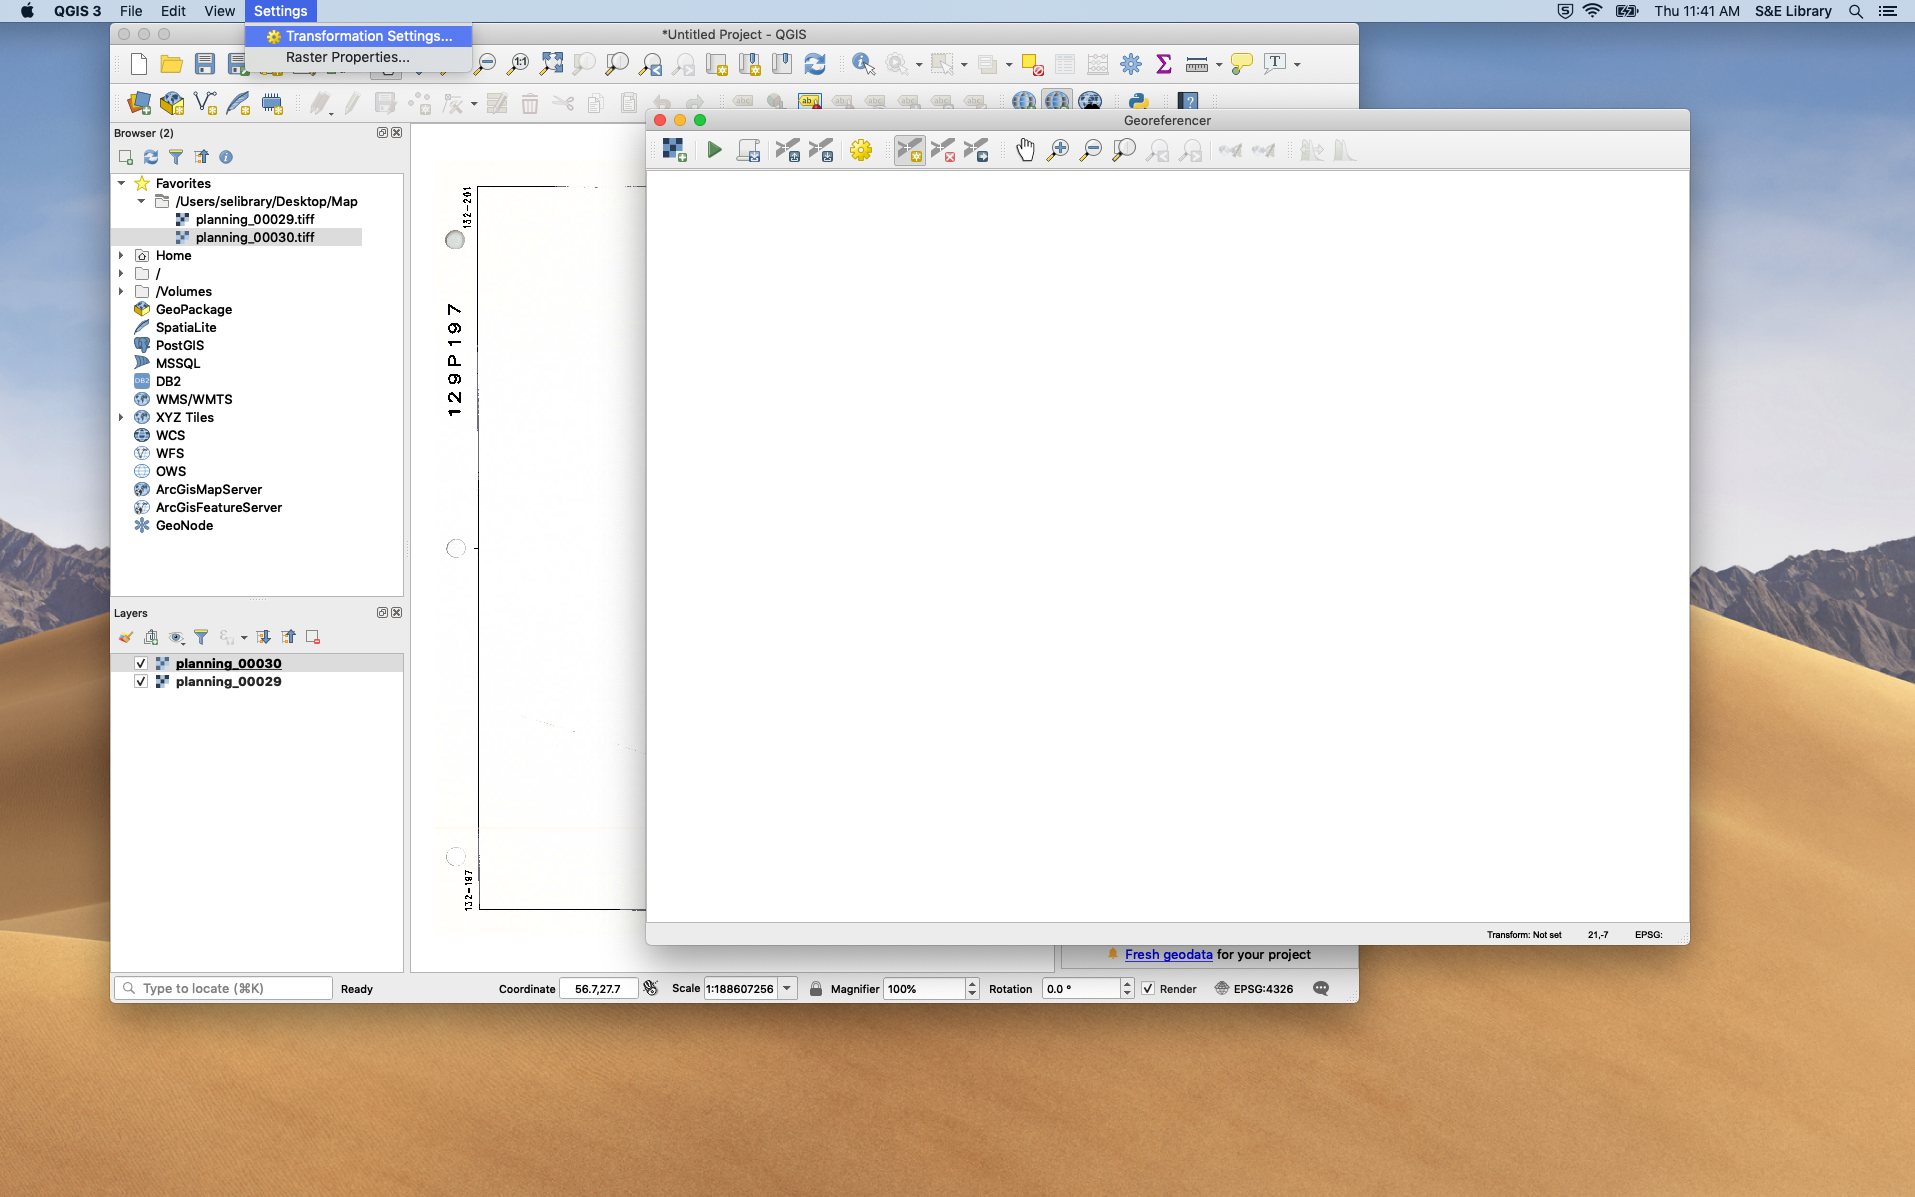 QGIS 3 File Edit View Settings
Thu 11:41 AM S&E Library
Transformation Settings...
Raster Properties...
*Untitled Project - QGIS
Georeferencer
Browser (2)
Favorites
/Users/selibrary/Desktop/Map
planning_00029.tiff
planning_00030.tiff
Home
/
/Volumes
GeoPackage
SpatiaLite
PostGIS
MSSQL
DB2
WMS/WMTS
XYZ Tiles
WCS
WFS
OWS
ArcGisMapServer
ArcGisFeatureServer
GeoNode
132-201
129P197
132-197
Layers
planning_00030
planning_00029
Transform: Not set 21,-7 EPSG:
Fresh geodata for your project
Type to locate (⌘K) Ready Coordinate 56.7,27.7 Scale 1:188607256 Magnifier 100% Rotation 0.0 ° Render EPSG:4326